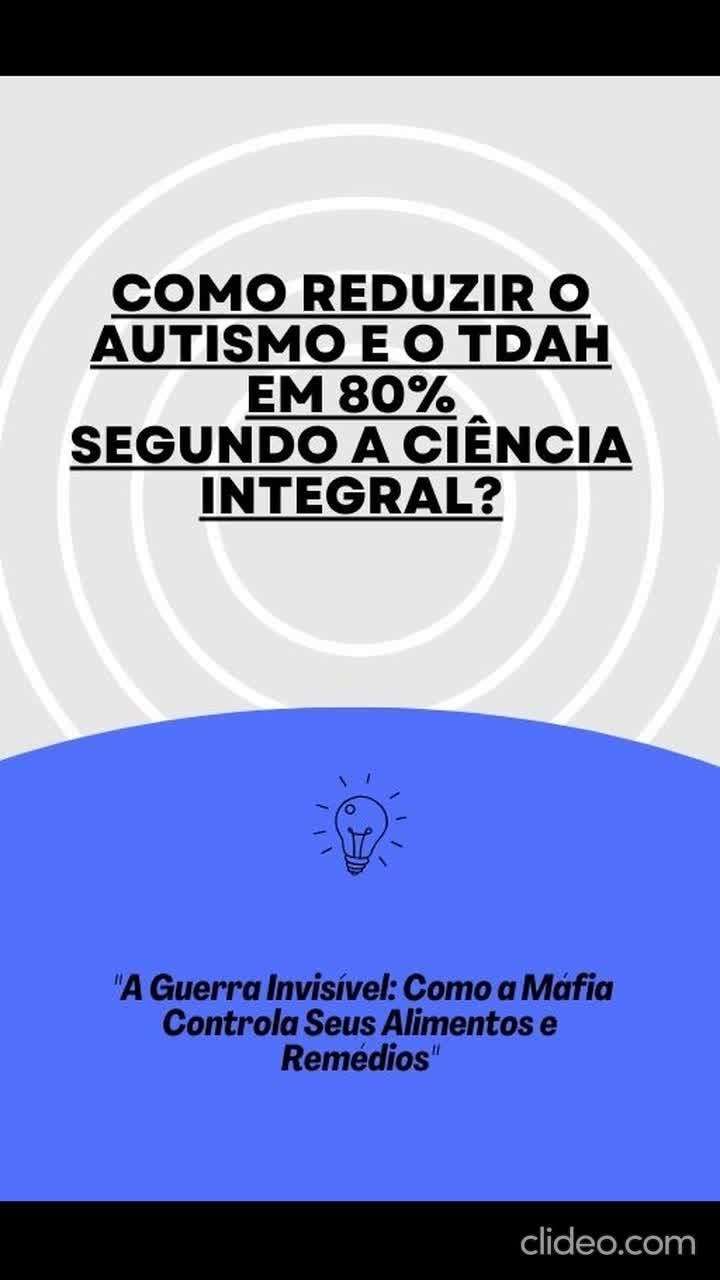 COMO REDUZIR O
AUTISMO E O TDAH
EM 80%
SEGUNDO A CIÊNCIA
INTEGRAL?
"A Guerra Invisível: Como a Máfia
Controla Seus Alimentos e
Remédios"
clideo.com